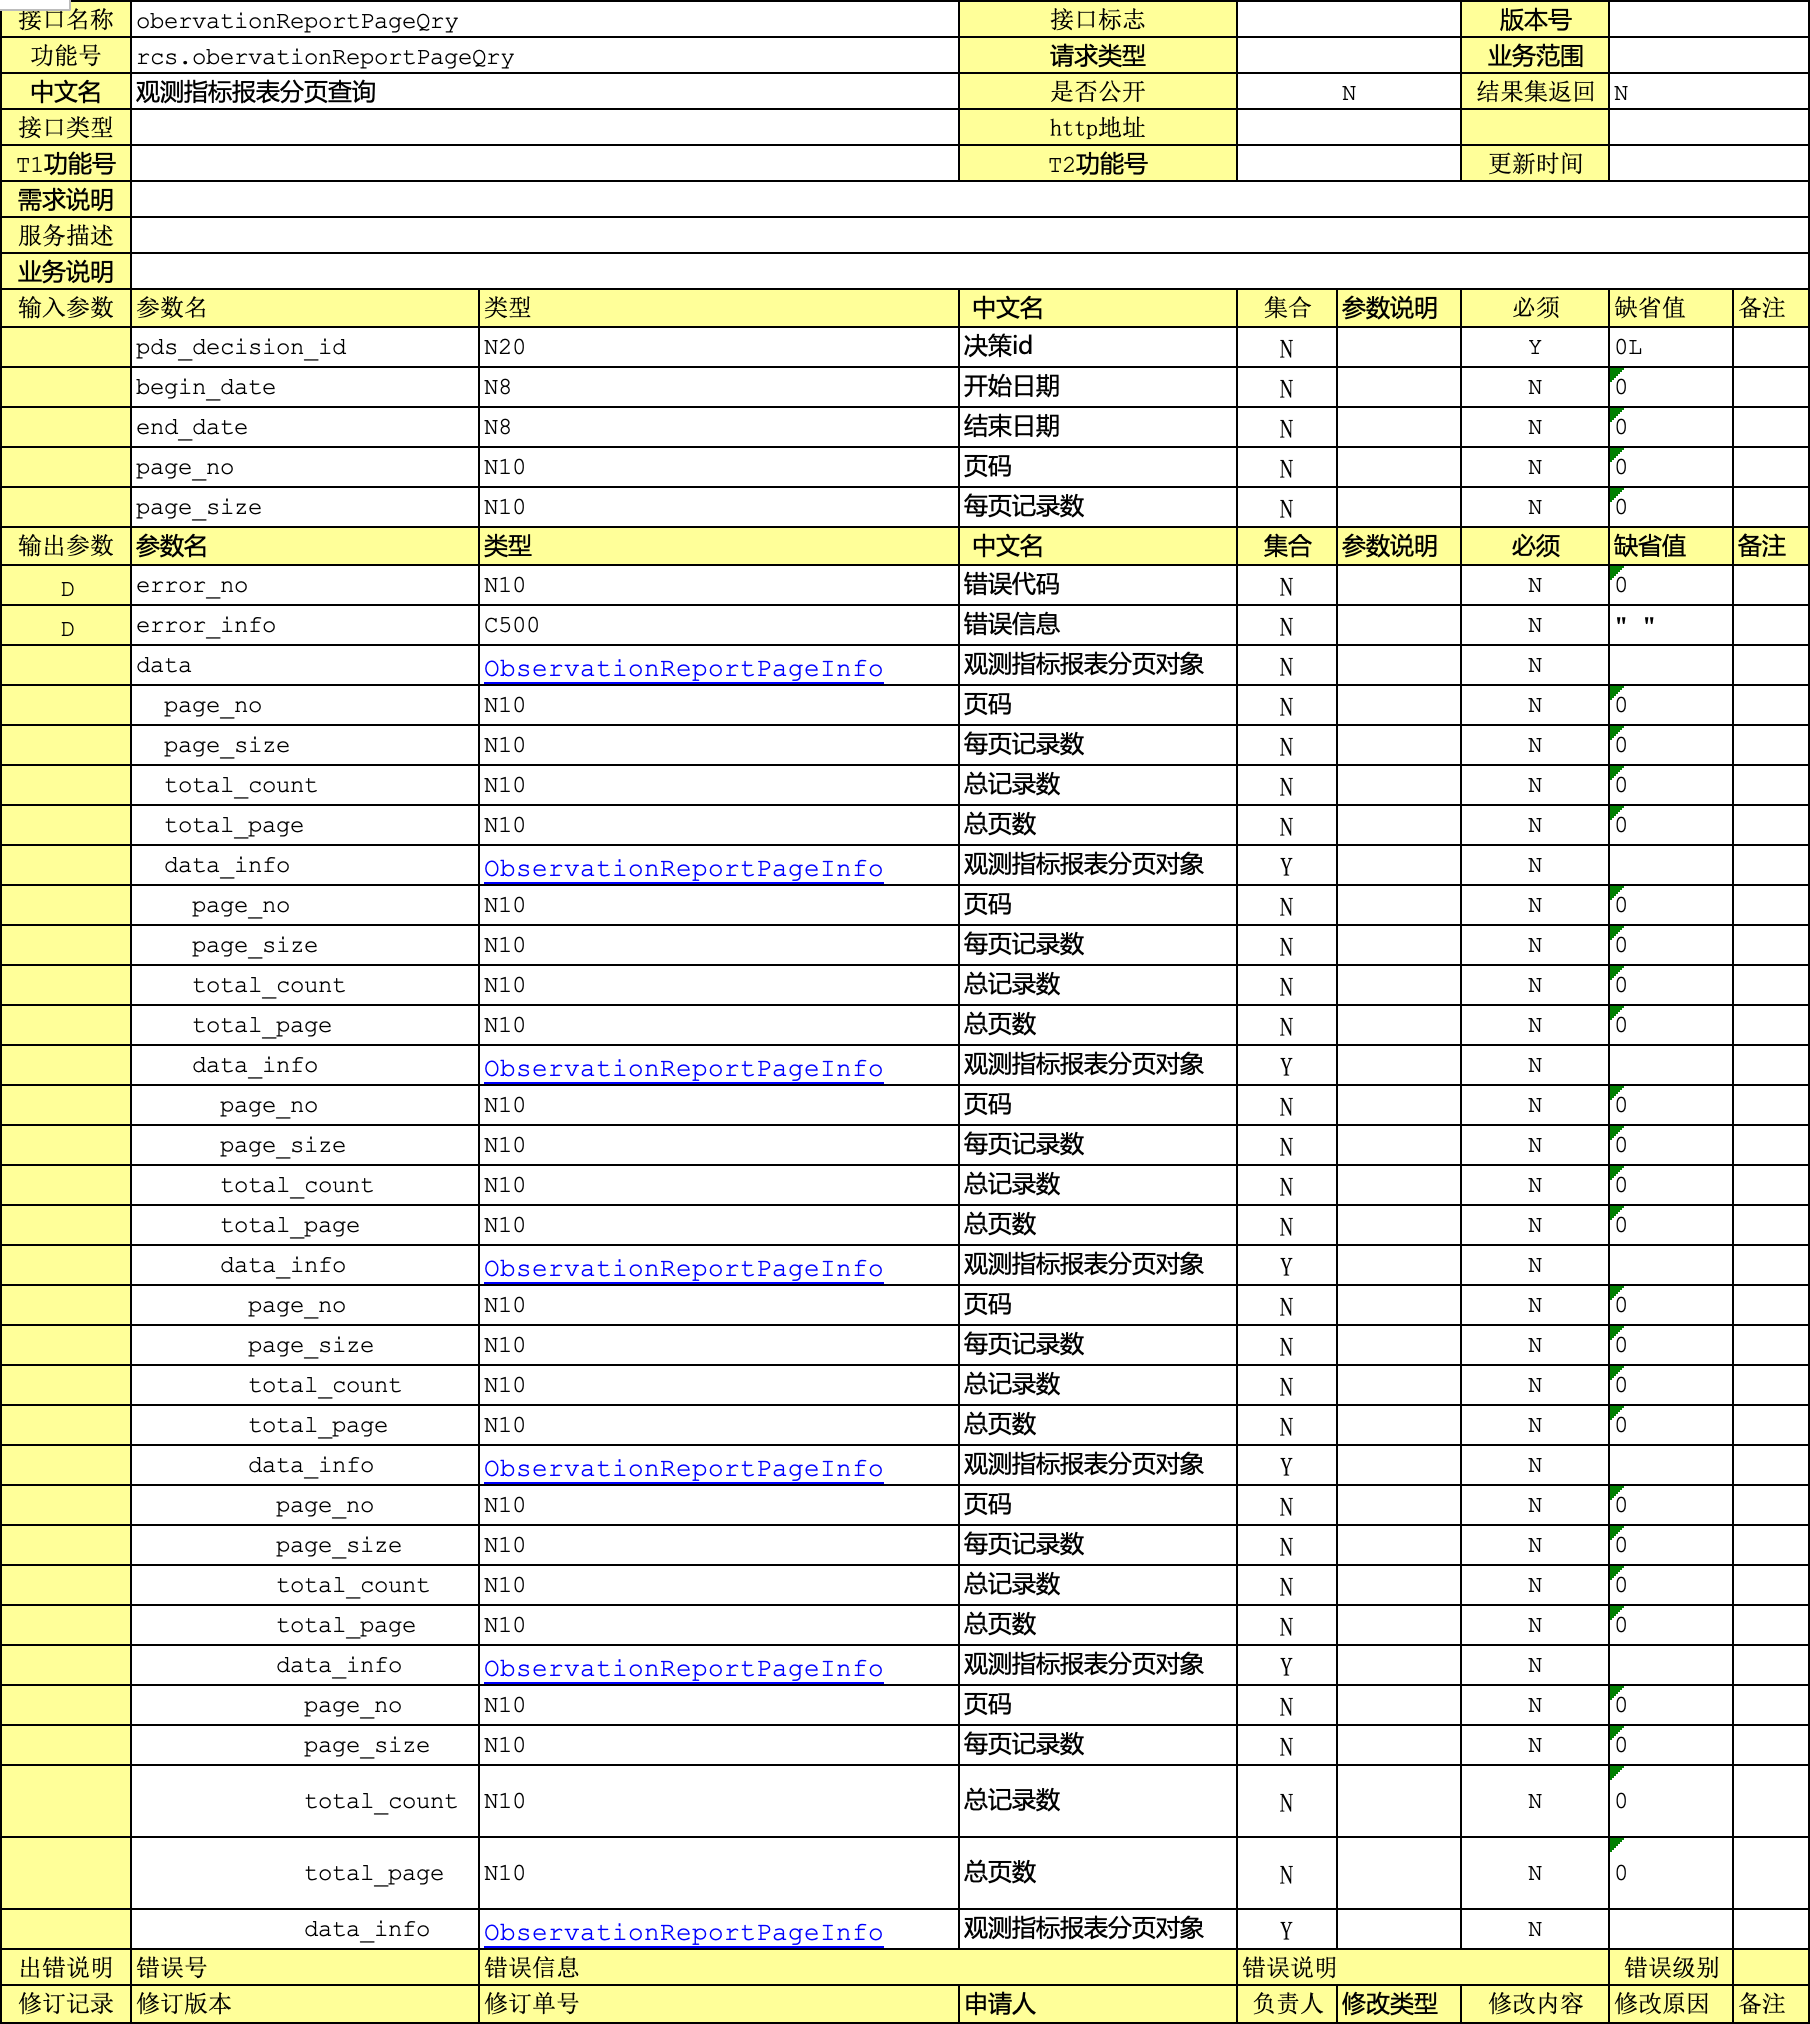 接口名称 obervationReportPageQry 接口标志 版本号
功能号 rcs.obervationReportPageQry 请求类型 业务范围
中文名 观测指标报表分页查询 是否公开 N 结果集返回 N
接口类型 http地址
T1功能号 T2功能号 更新时间
需求说明
服务描述
业务说明
输入参数 参数名 类型 中文名 集合 参数说明 必须 缺省值 备注
pds_decision_id N20 决策id N Y 0L
begin_date N8 开始日期 N N 0
end_date N8 结束日期 N N 0
page_no N10 页码 N N 0
page_size N10 每页记录数 N N 0
输出参数 参数名 类型 中文名 集合 参数说明 必须 缺省值 备注
D error_no N10 错误代码 N N 0
D error_info C500 错误信息 N N " "
data ObservationReportPageInfo 观测指标报表分页对象 N N
page_no N10 页码 N N 0
page_size N10 每页记录数 N N 0
total_count N10 总记录数 N N 0
total_page N10 总页数 N N 0
data_info ObservationReportPageInfo 观测指标报表分页对象 Y N
page_no N10 页码 N N 0
page_size N10 每页记录数 N N 0
total_count N10 总记录数 N N 0
total_page N10 总页数 N N 0
data_info ObservationReportPageInfo 观测指标报表分页对象 Y N
page_no N10 页码 N N 0
page_size N10 每页记录数 N N 0
total_count N10 总记录数 N N 0
total_page N10 总页数 N N 0
data_info ObservationReportPageInfo 观测指标报表分页对象 Y N
page_no N10 页码 N N 0
page_size N10 每页记录数 N N 0
total_count N10 总记录数 N N 0
total_page N10 总页数 N N 0
data_info ObservationReportPageInfo 观测指标报表分页对象 Y N
page_no N10 页码 N N 0
page_size N10 每页记录数 N N 0
total_count N10 总记录数 N N 0
total_page N10 总页数 N N 0
data_info ObservationReportPageInfo 观测指标报表分页对象 Y N
page_no N10 页码 N N 0
page_size N10 每页记录数 N N 0
total_count N10 总记录数 N N 0
total_page N10 总页数 N N 0
data_info ObservationReportPageInfo 观测指标报表分页对象 Y N
出错说明 错误号 错误信息 错误说明 错误级别
修订记录 修订版本 修订单号 申请人 负责人 修改类型 修改内容 修改原因 备注